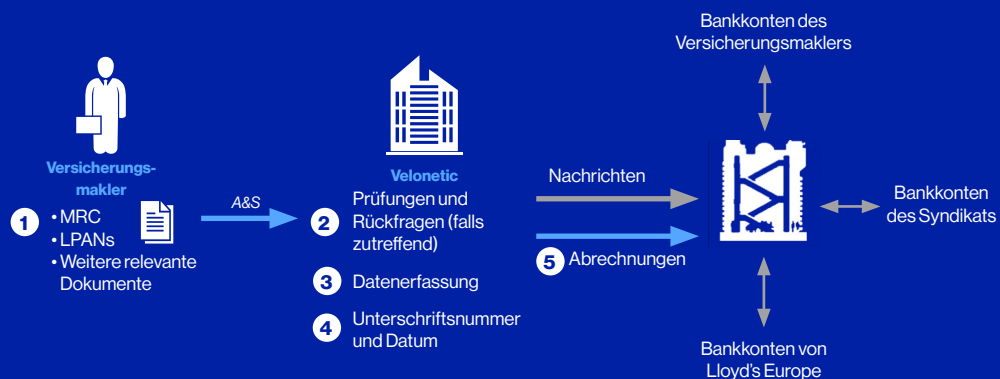 Bankkonten des
Versicherungsmaklers
Versicherungs-
makler
1
• MRC
• LPANs
• Weitere relevante
Dokumente
A&S
Velonetic
2
Prüfungen und
Rückfragen (falls
zutreffend)
3 Datenerfassung
4
Unterschriftsnummer
und Datum
Nachrichten
5 Abrechnungen
Bankkonten
des Syndikats
Bankkonten von
Lloyd's Europe